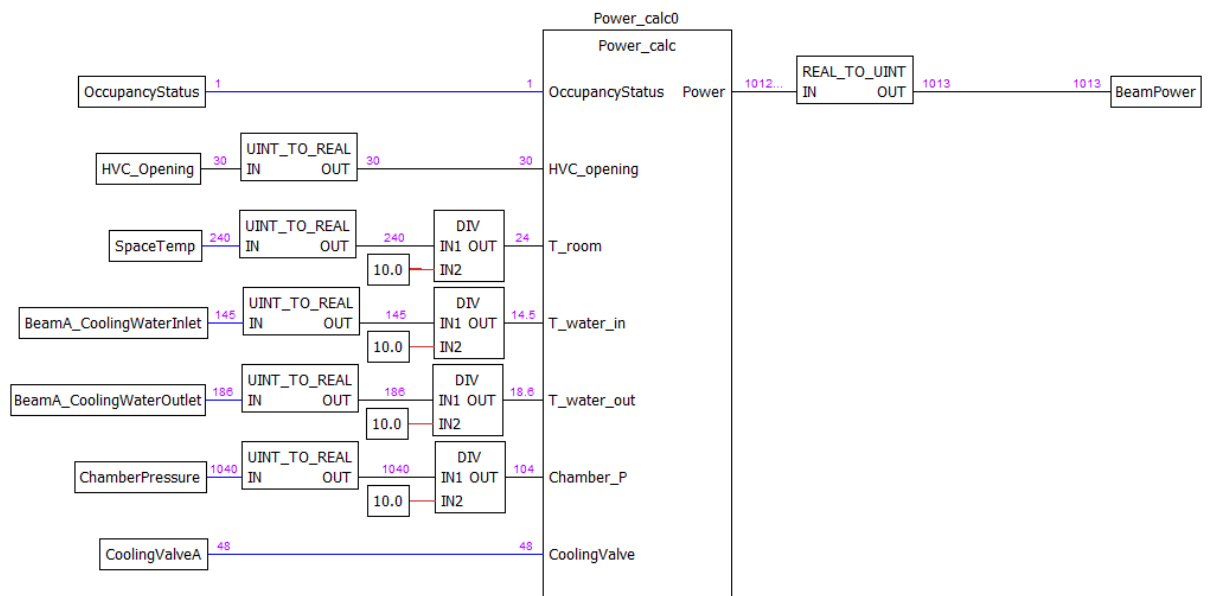 Power_calc0
Power_calc
OccupancyStatus 1 1 OccupancyStatus Power 1012... REAL_TO_UINT IN OUT 1013 1013 BeamPower
HVC_Opening 30 UINT_TO_REAL IN OUT 30 30 HVC_opening
SpaceTemp 240 UINT_TO_REAL IN OUT 240 DIV IN1 OUT 24 T_room
10.0 IN2
BeamA_CoolingWaterInlet 145 UINT_TO_REAL IN OUT 145 DIV IN1 OUT 14.5 T_water_in
10.0 IN2
BeamA_CoolingWaterOutlet 186 UINT_TO_REAL IN OUT 186 DIV IN1 OUT 18.6 T_water_out
10.0 IN2
ChamberPressure 1040 UINT_TO_REAL IN OUT 1040 DIV IN1 OUT 104 Chamber_P
10.0 IN2
CoolingValveA 48 48 CoolingValve